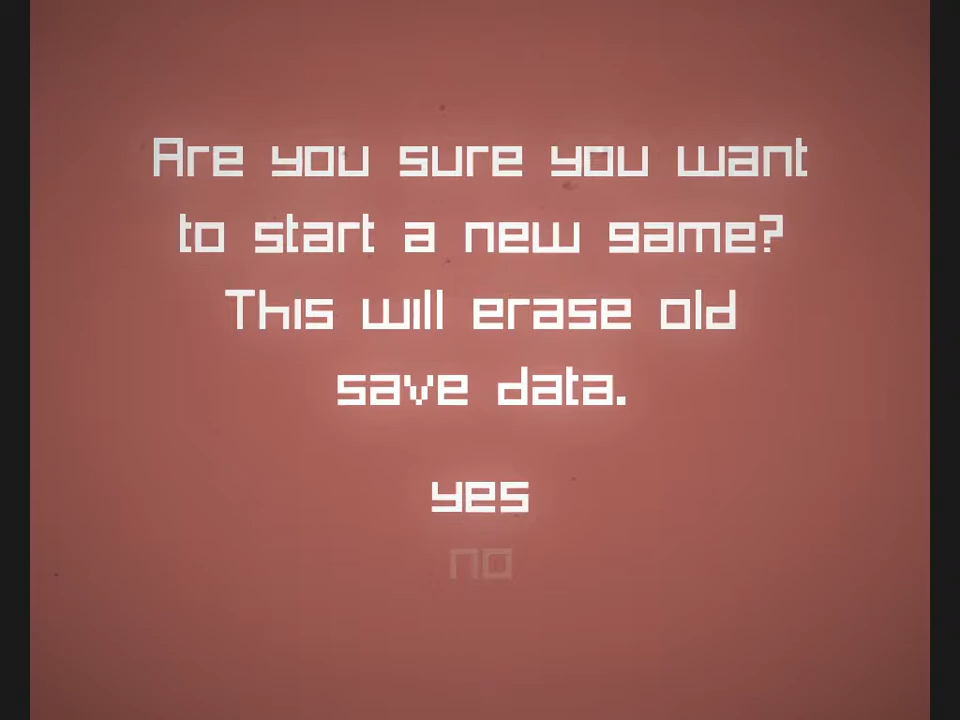 Are you sure you want
to start a new game?
This will erase old
save data.
yes
no